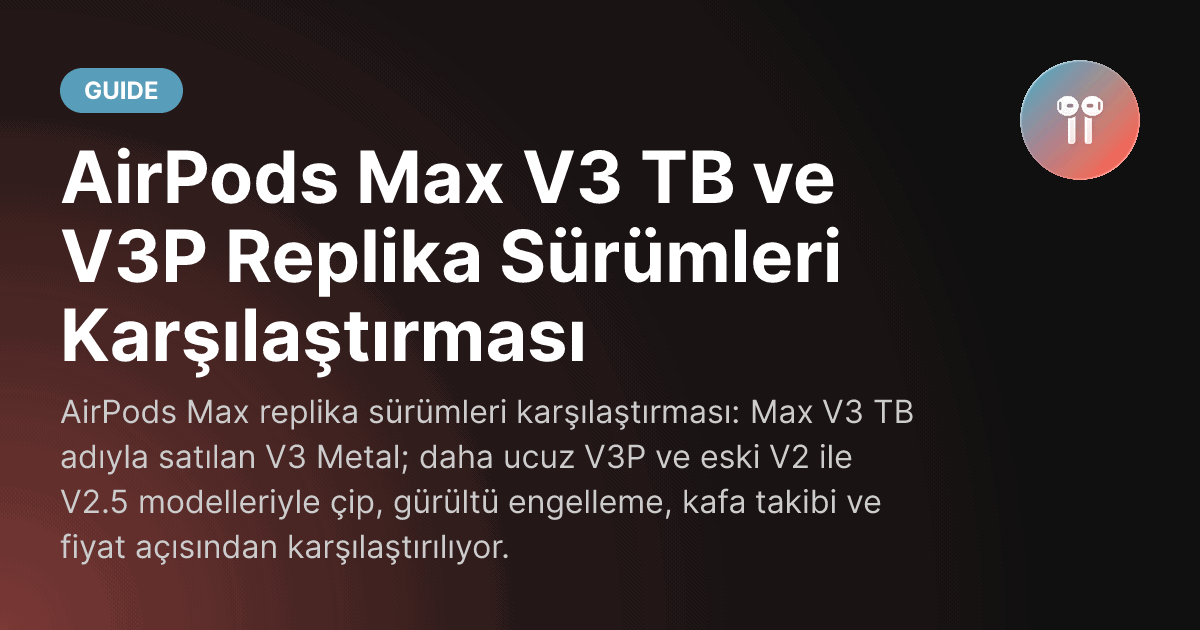 GUIDE
AirPods Max V3 TB ve
V3P Replika Sürümleri
Karşılaştırması
AirPods Max replika sürümleri karşılaştırması: Max V3 TB
adıyla satılan V3 Metal; daha ucuz V3P ve eski V2 ile
V2.5 modelleriyle çip, gürültü engelleme, kafa takibi ve
fiyat açısından karşılaştırılıyor.